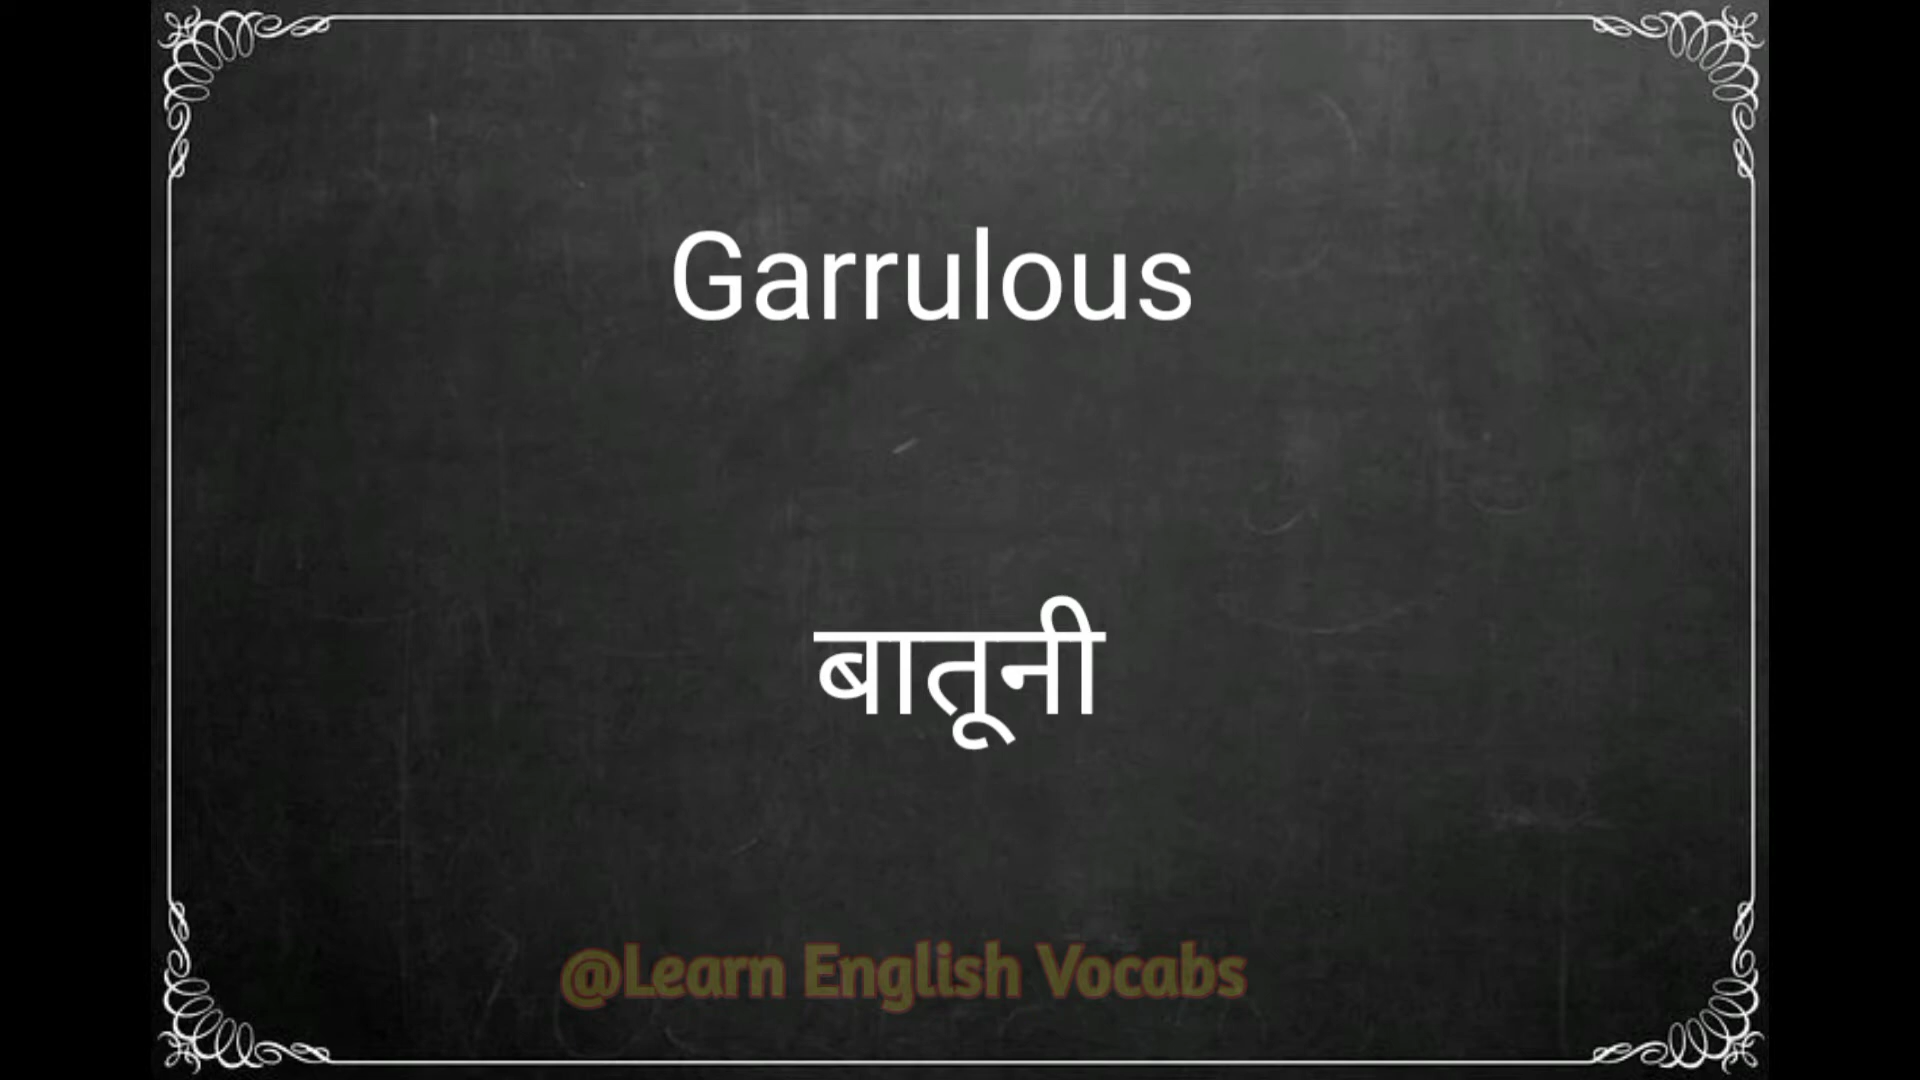 Garrulous
बातूनी
@Learn English Vocabs